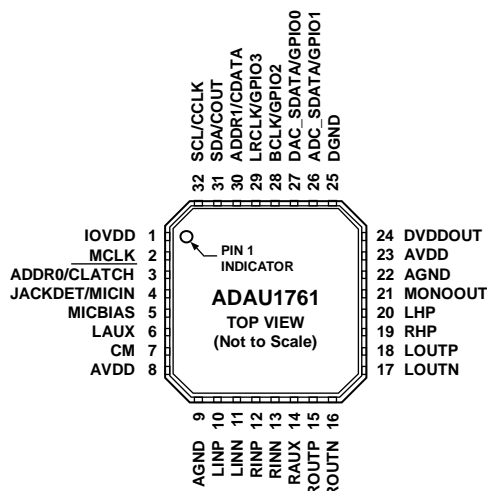 32 SCL/CCLK
31 SDA/COUT
30 ADDR1/CDATA
29 LRCLK/GPIO3
28 BCLK/GPIO2
27 DAC_SDATA/GPIO0
26 ADC_SDATA/GPIO1
25 DGND
IOVDD 1
MCLK 2
ADDR0/CLATCH 3
JACKDET/MICIN 4
MICBIAS 5
LAUX 6
CM 7
AVDD 8
PIN 1
INDICATOR
ADAU1761
TOP VIEW
(Not to Scale)
24 DVDDOUT
23 AVDD
22 AGND
21 MONOOUT
20 LHP
19 RHP
18 LOUTP
17 LOUTN
AGND 9
LINP 10
LINN 11
RINP 12
RINN 13
RAUX 14
ROUTP 15
ROUTN 16